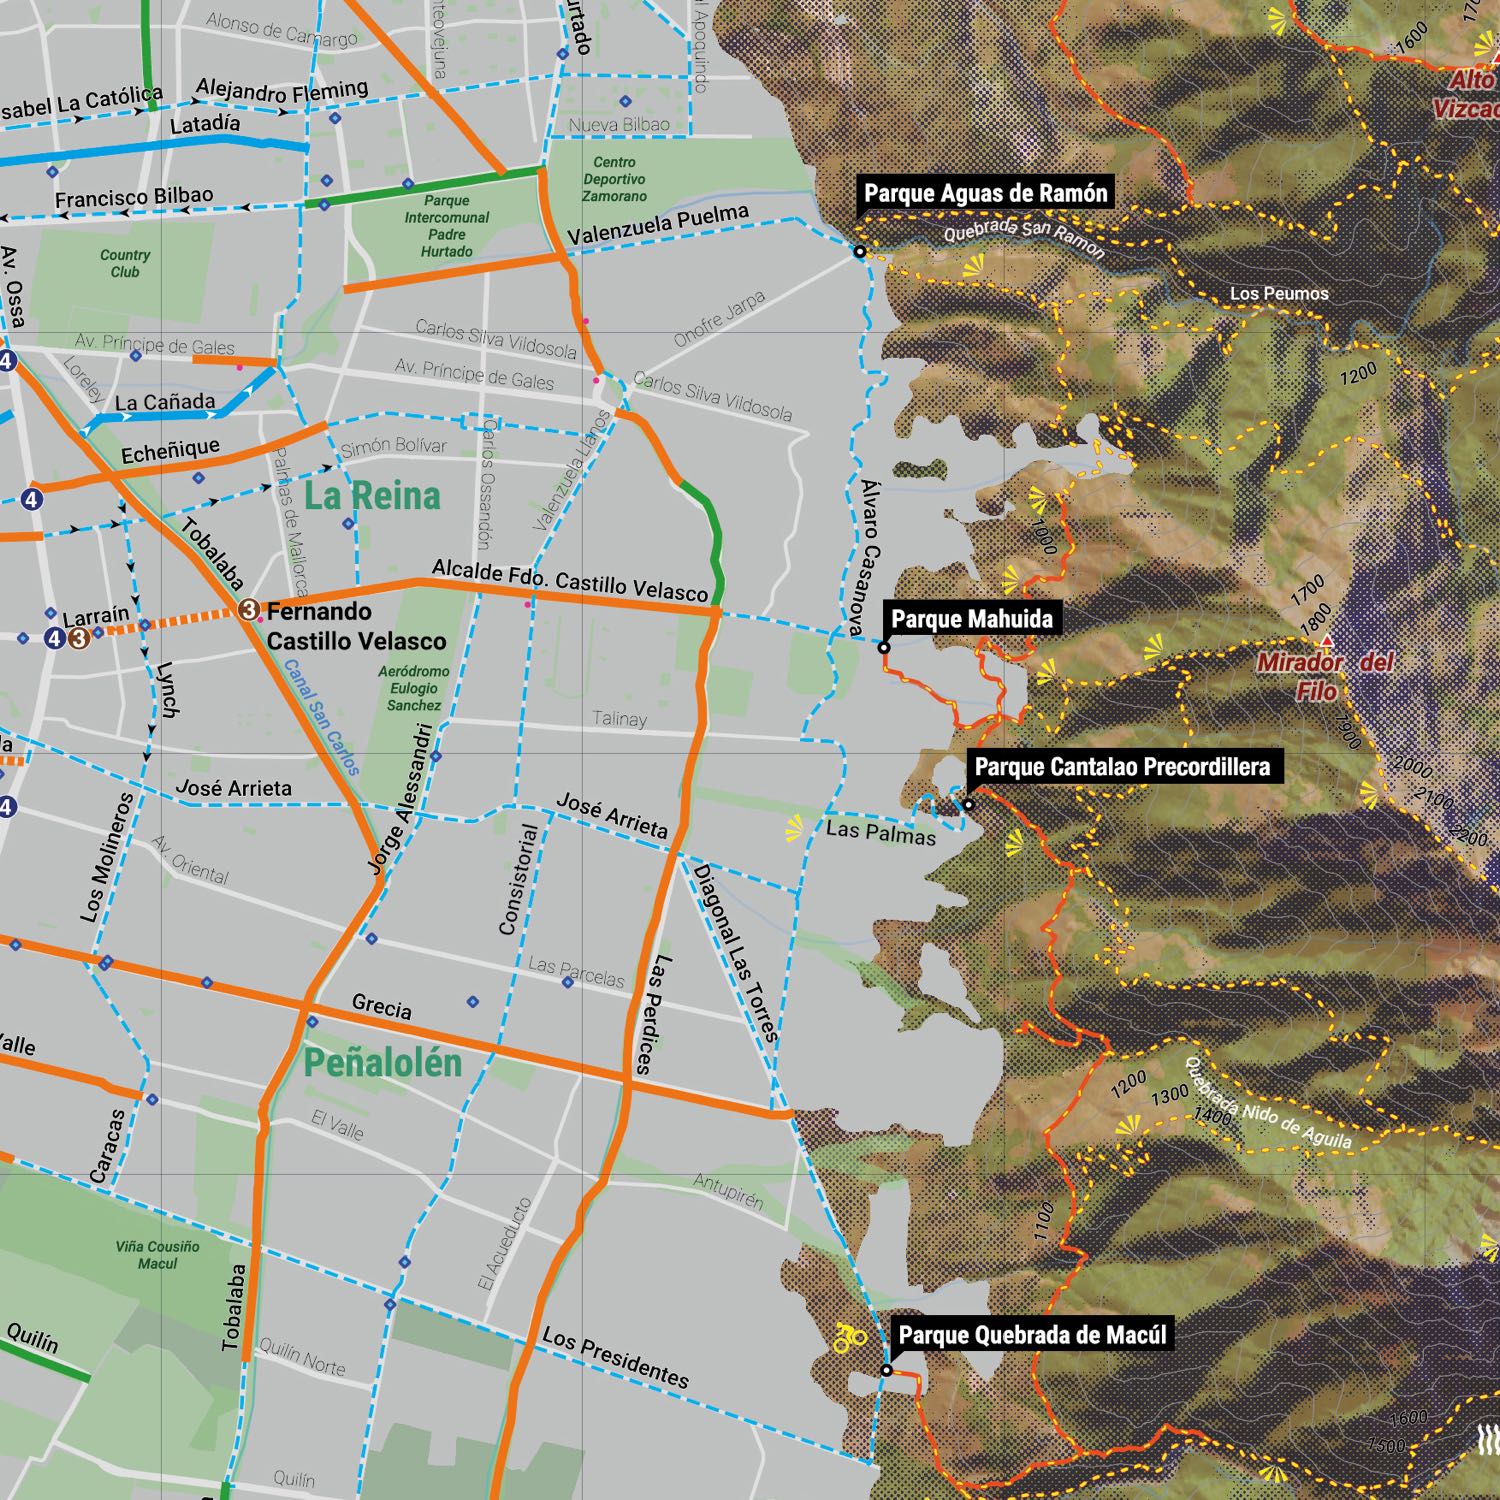 Alonso de Camargo
Apoquindo
sabel La Católica
Alejandro Fleming
Latadía
Nueva Bilbao
Francisco Bilbao
Centro
Deportivo
Zamorano
Parque
Intercomunal
Padre
Hurtado
Valenzuela Puelma
Country
Club
Av. Ossa
Parque Aguas de Ramón
Quebrada San Ramon
Los Peumos
1600
Alto
Vizcac
Av. Príncipe de Gales
Loreley
4
La Cañada
Echeñique
Carlos Silva Vildosola
Av. Príncipe de Gales
Onofre Jarpa
Carlos Silva Vildosola
1200
Simón Bolívar
Carlos Ossandón
Valenzuela Llanos
Palmas de Mallorca
La Reina
4
Tobalaba
Álvaro Casanova
1000
Alcalde Fdo. Castillo Velasco
Larraín
4
3
3
Fernando
Castillo Velasco
Parque Mahuida
1700
1800
Mirador del
Filo
1900
2000
2100
2200
Lynch
Canal San Carlos
Aeródromo
Eulogio
Sanchez
Talinay
Jorge Alessandri
la
4
José Arrieta
José Arrieta
Parque Cantalao Precordillera
Las Palmas
Los Molineros
Av. Oriental
Consistorial
Diagonal Las Torres
Las Parcelas
Las Perdices
Grecia
Peñalolén
Valle
Caracas
El Valle
Antupirén
El Acueducto
1200
1300
1400
Quebrada Nido de Aguila
1100
Viña Cousiño
Macul
Tobalaba
Quilín
Quilín Norte
Los Presidentes
Parque Quebrada de Macúl
Quilín
1600
1500